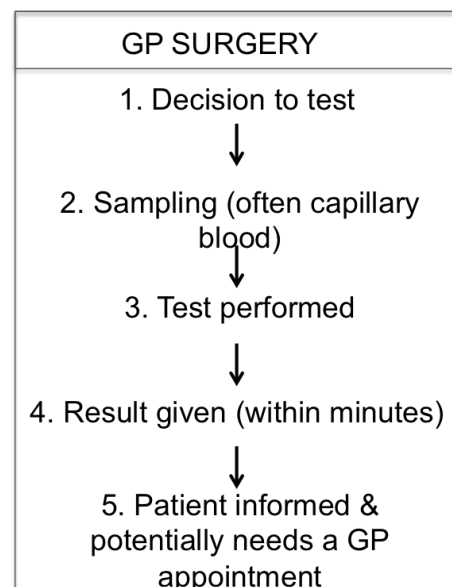 GP SURGERY
1. Decision to test
2. Sampling (often capillary
blood)
3. Test performed
4. Result given (within minutes)
5. Patient informed &
potentially needs a GP
appointment